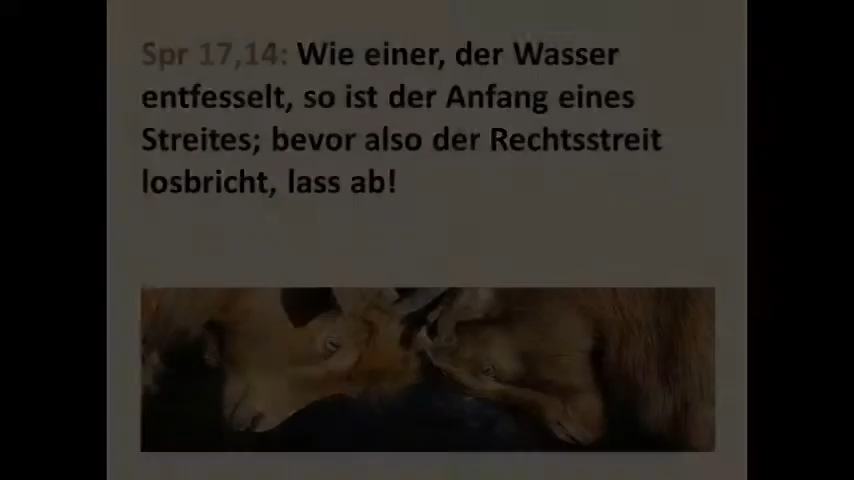 Spr 17,14: Wie einer, der Wasser
entfesselt, so ist der Anfang eines
Streites; bevor also der Rechtsstreit
losbricht, lass ab!